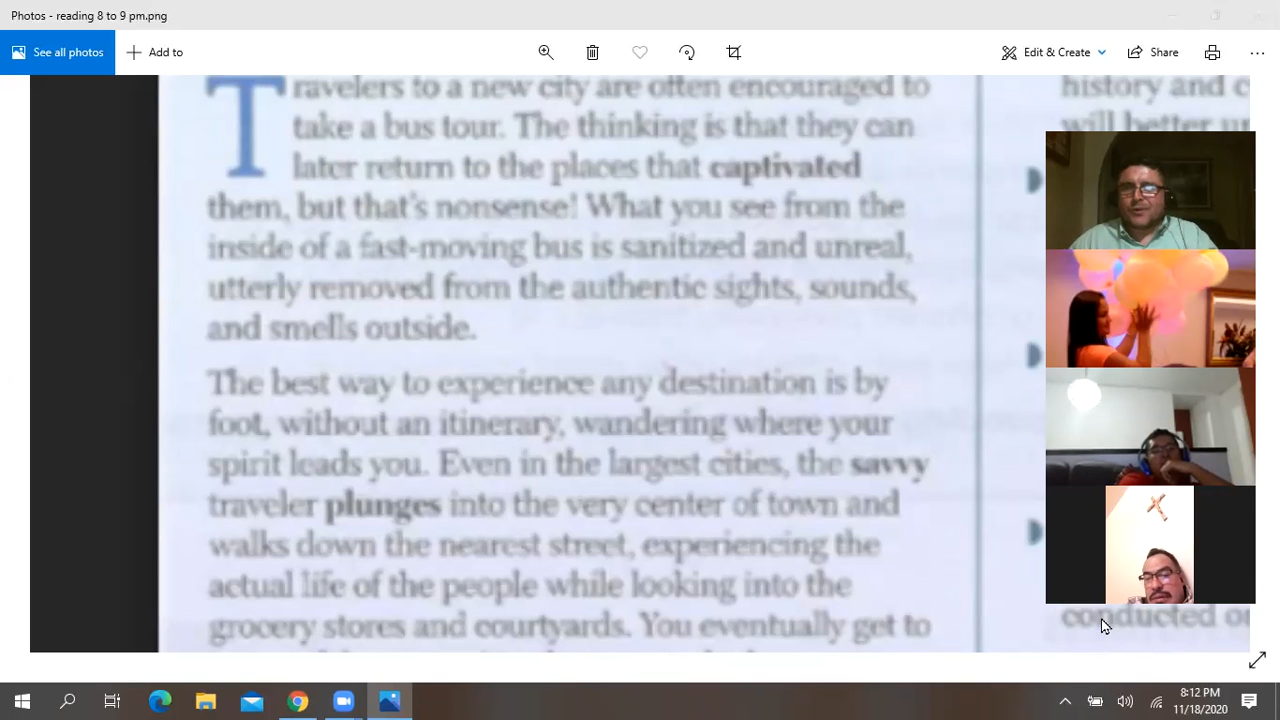 Photos - reading 8 to 9 pm.png
See all photos
Add to
Edit & Create
Share
Travelers to a new city are often encouraged to
take a bus tour. The thinking is that they can
later return to the places that captivated
them, but that's nonsense! What you see from the
inside of a fast-moving bus is sanitized and unreal,
utterly removed from the authentic sights, sounds,
and smells outside.
The best way to experience any destination is by
foot, without an itinerary, wandering where your
spirit leads you. Even in the largest cities, the savvy
traveler plunges into the very center of town and
walks down the nearest street, experiencing the
actual life of the people while looking into the
grocery stores and courtyards. You eventually get to
history and
will better
conducted
8:12 PM
11/18/2020